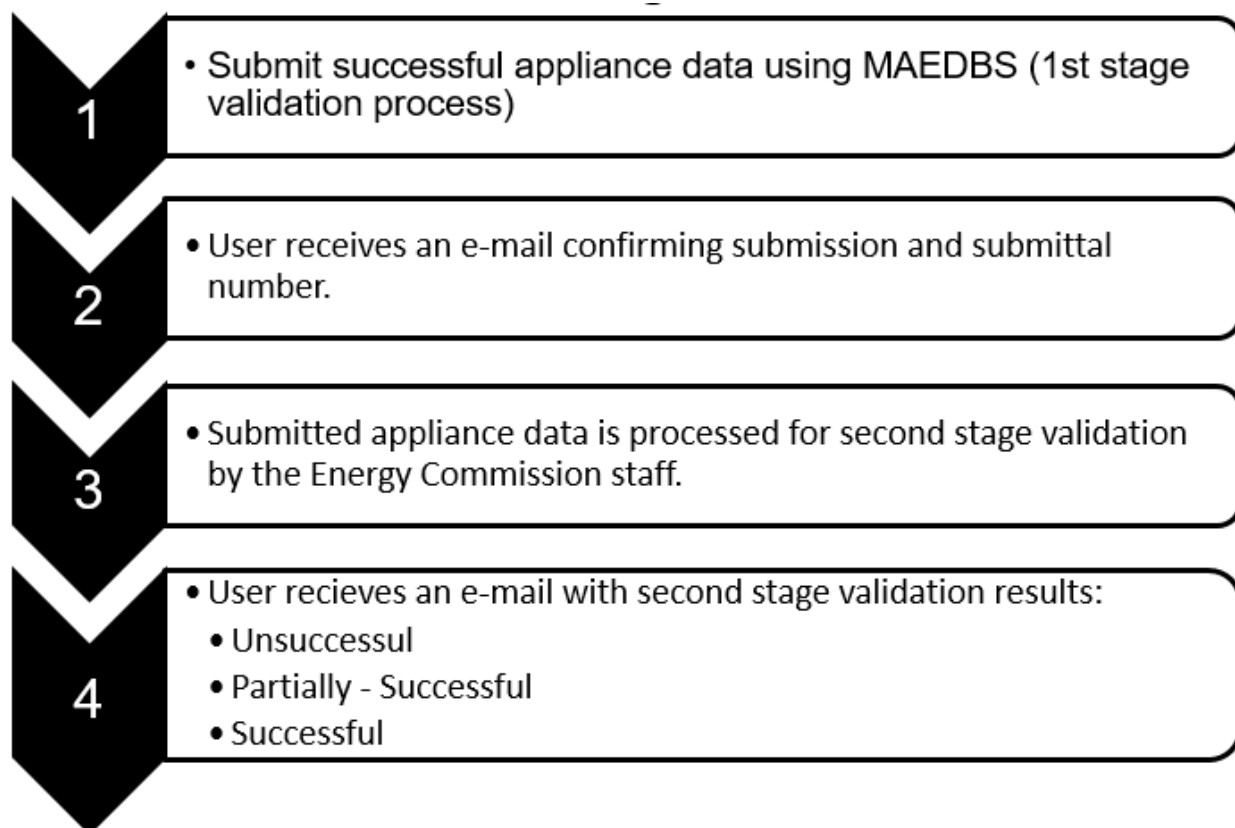 1
• Submit successful appliance data using MAEDBS (1st stage
validation process)
2
• User receives an e-mail confirming submission and submittal
number.
3
• Submitted appliance data is processed for second stage validation
by the Energy Commission staff.
4
• User recieves an e-mail with second stage validation results:
• Unsuccessul
• Partially - Successful
• Successful